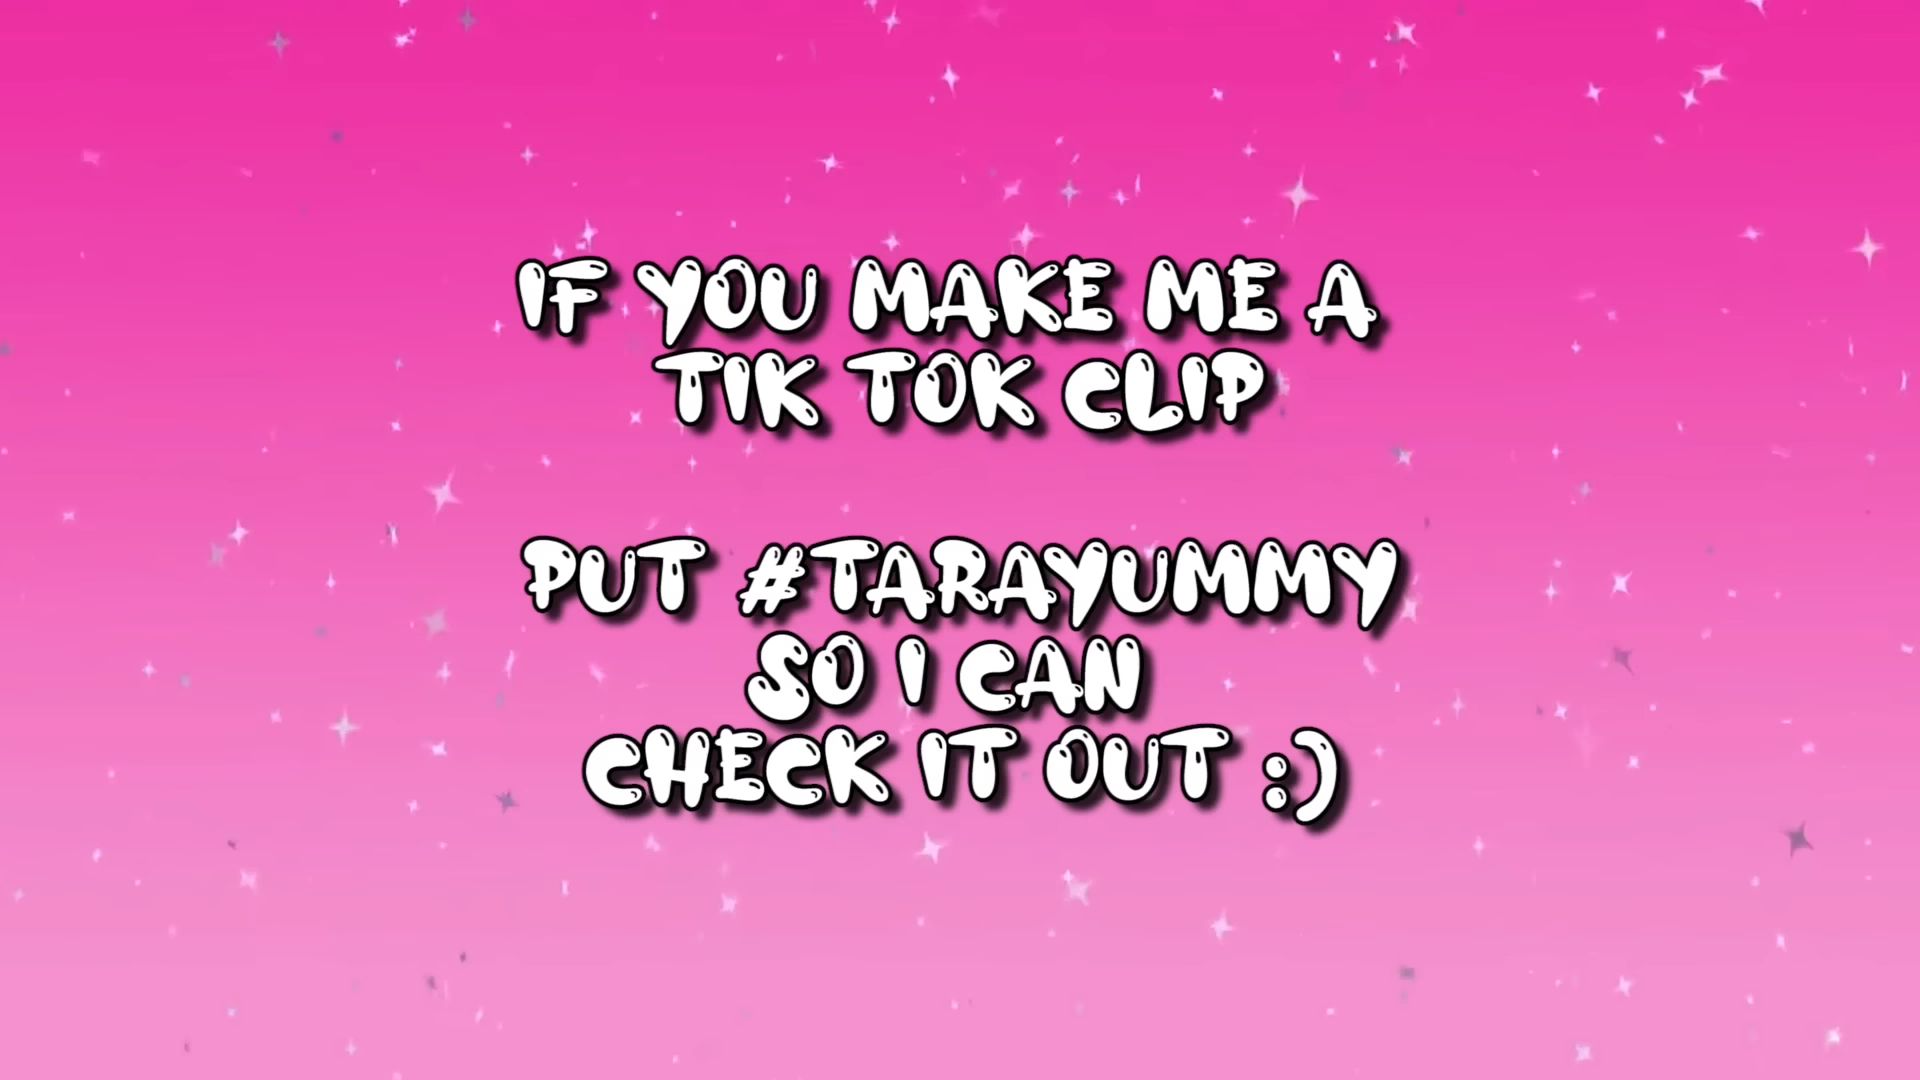 IF YOU MAKE ME A
TIK TOK CLIP
PUT #TARAYUMMY
SO I CAN
CHECK IT OUT :)